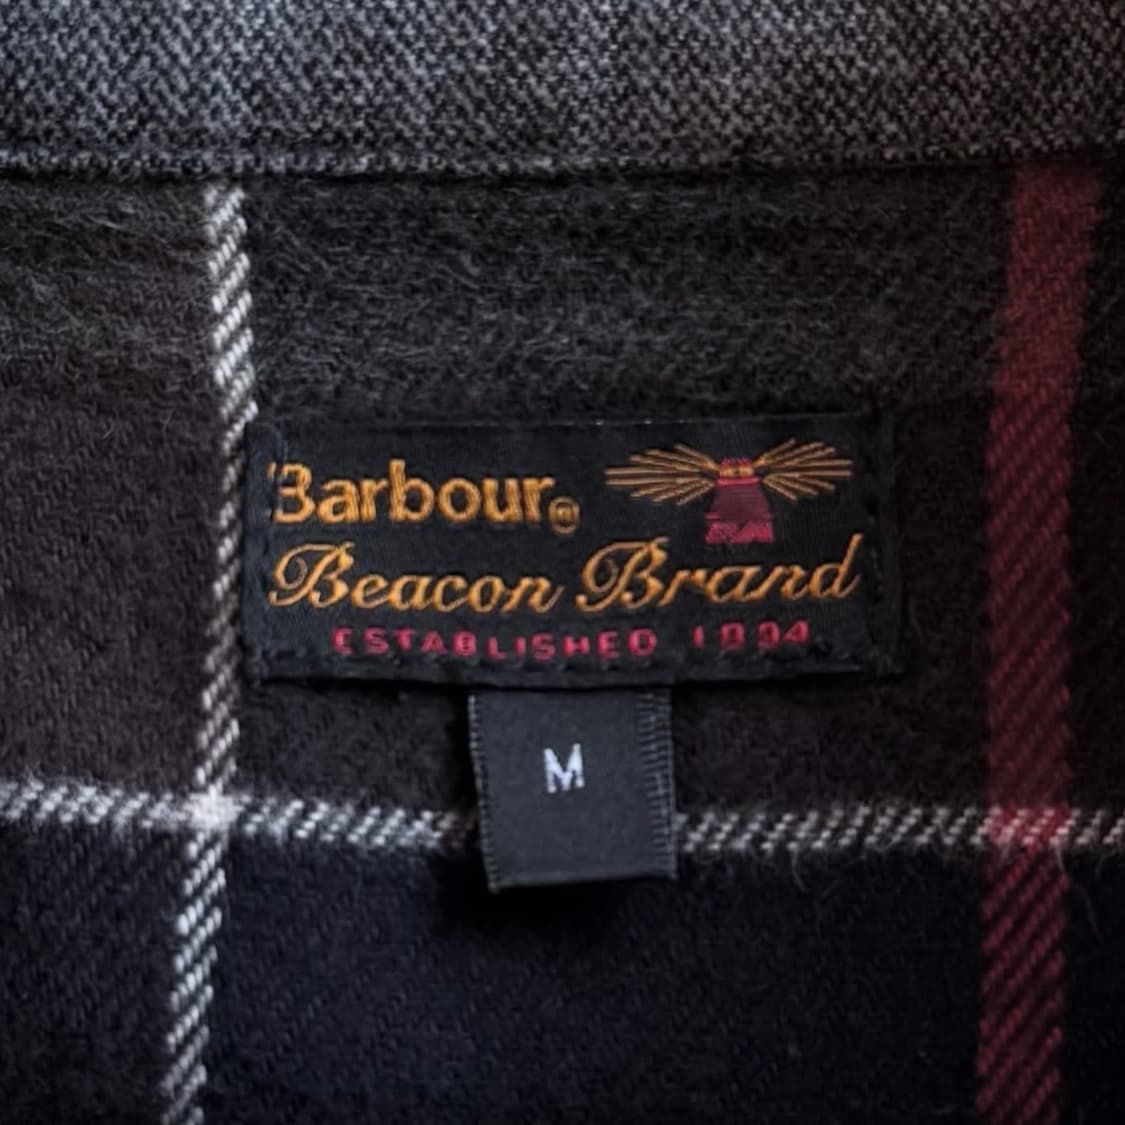 Barbour®
Beacon Brand
ESTABLISHED 1894
M